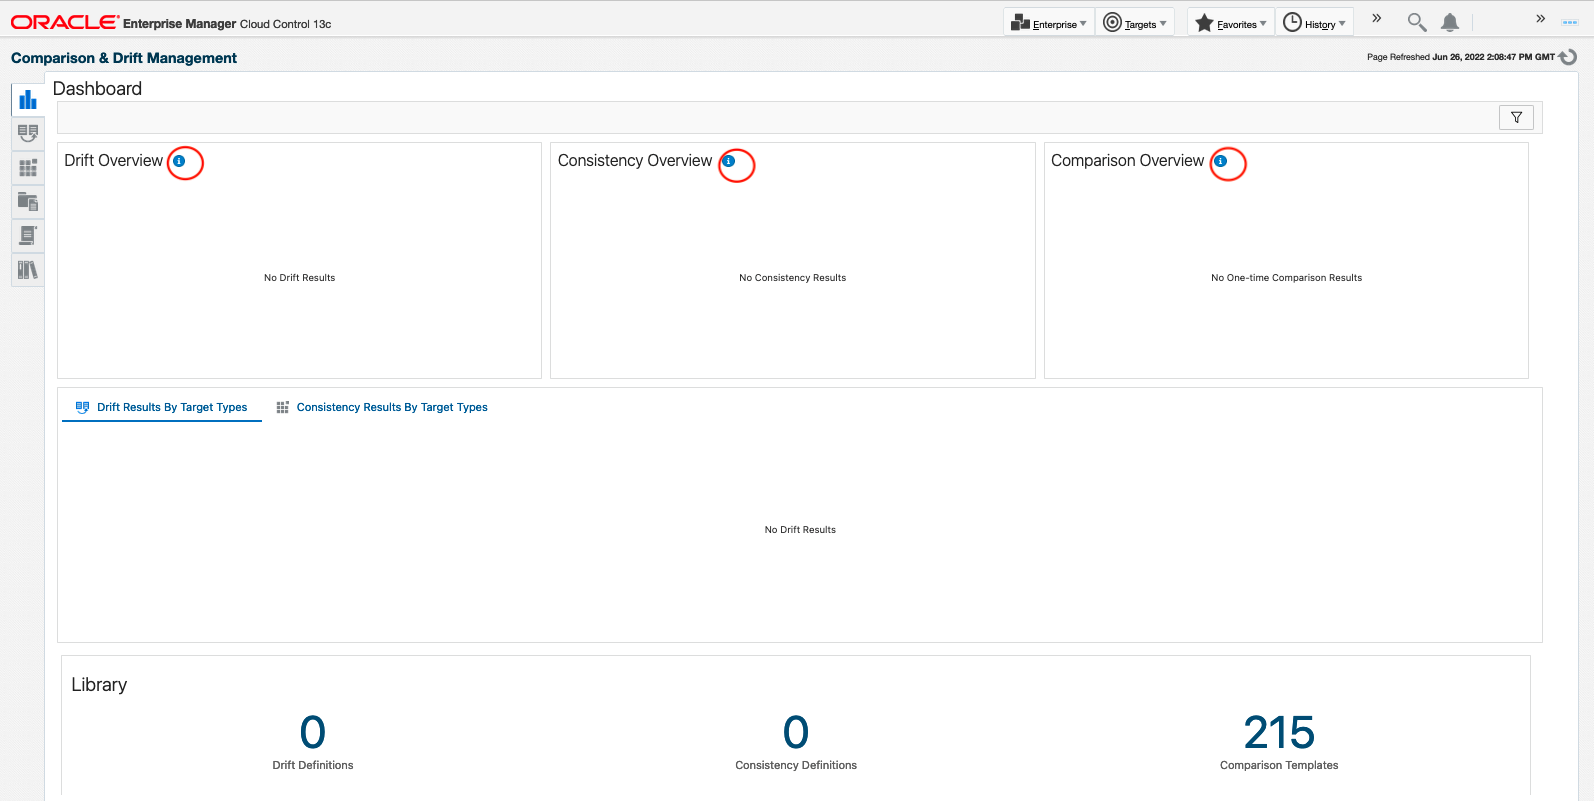 ORACLE Enterprise Manager Cloud Control 13c
Enterprise
Targets
Favorites
History
»
»
Comparison & Drift Management
Page Refreshed Jun 26, 2022 2:08:47 PM GMT
Dashboard
Drift Overview
Consistency Overview
Comparison Overview
No Drift Results
No Consistency Results
No One-time Comparison Results
Drift Results By Target Types
Consistency Results By Target Types
No Drift Results
Library
0
0
215
Drift Definitions
Consistency Definitions
Comparison Templates